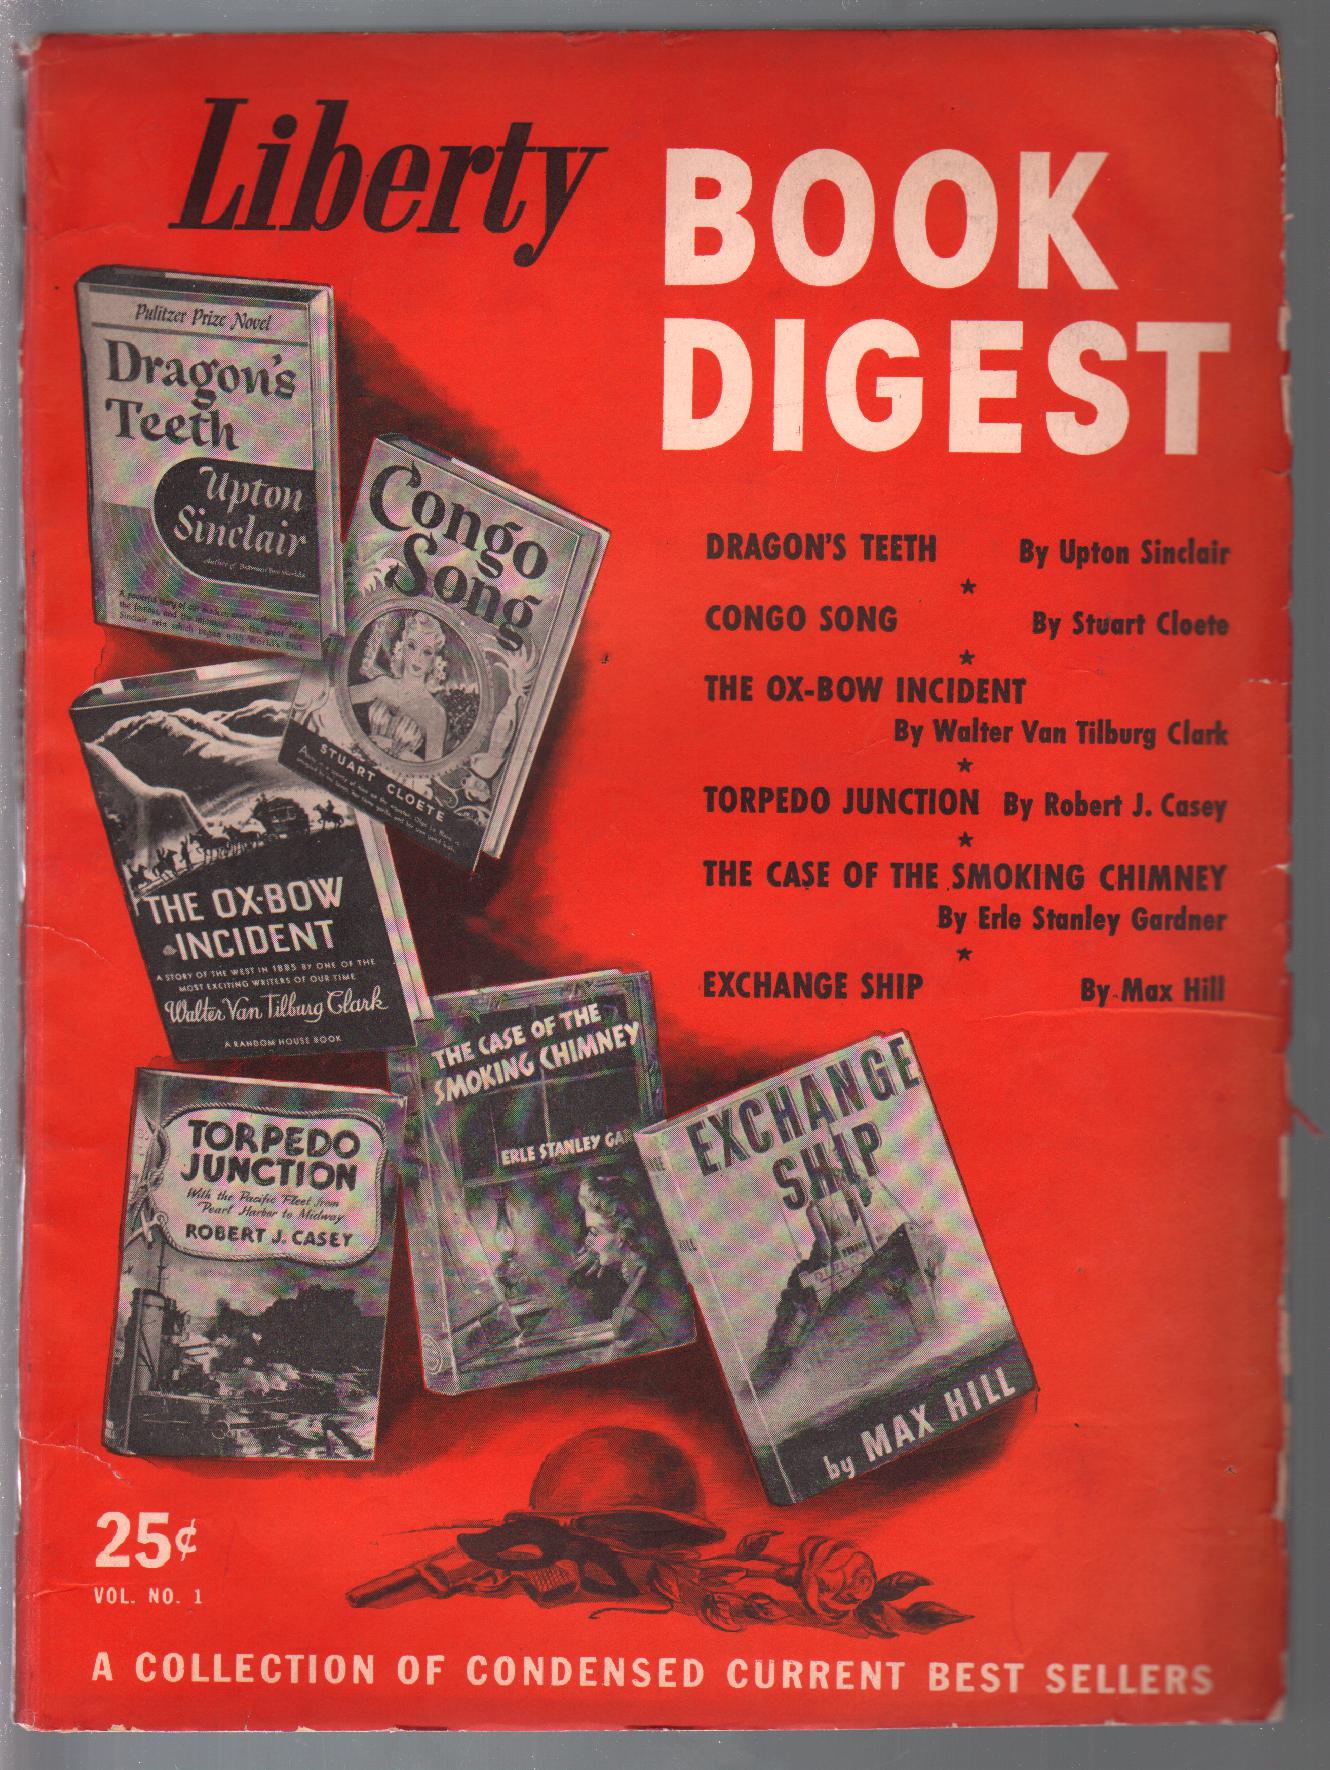 Liberty
BOOK
DIGEST
Pulitzer Prize Novel
Dragon's
Teeth
Upton
Sinclair
Congo
Song
STUART CLOETE
THE OX-BOW
INCIDENT
A STORY OF THE WEST IN 1885 BY ONE OF THE
MOST EXCITING WRITERS OF OUR TIME
Walter Van Tilburg Clark
A RANDOM HOUSE BOOK
TORPEDO
JUNCTION
With the Pacific Fleet from
Pearl Harbor to Midway
ROBERT J. CASEY
THE CASE OF THE
SMOKING CHIMNEY
ERLE STANLEY GA
EXCHANGE
SHIP
HILL
by MAX HILL
DRAGON'S TEETH By Upton Sinclair
★
CONGO SONG By Stuart Cloete
★
THE OX-BOW INCIDENT
By Walter Van Tilburg Clark
★
TORPEDO JUNCTION By Robert J. Casey
★
THE CASE OF THE SMOKING CHIMNEY
By Erle Stanley Gardner
★
EXCHANGE SHIP By Max Hill
25¢
VOL. NO. 1
A COLLECTION OF CONDENSED CURRENT BEST SELLERS